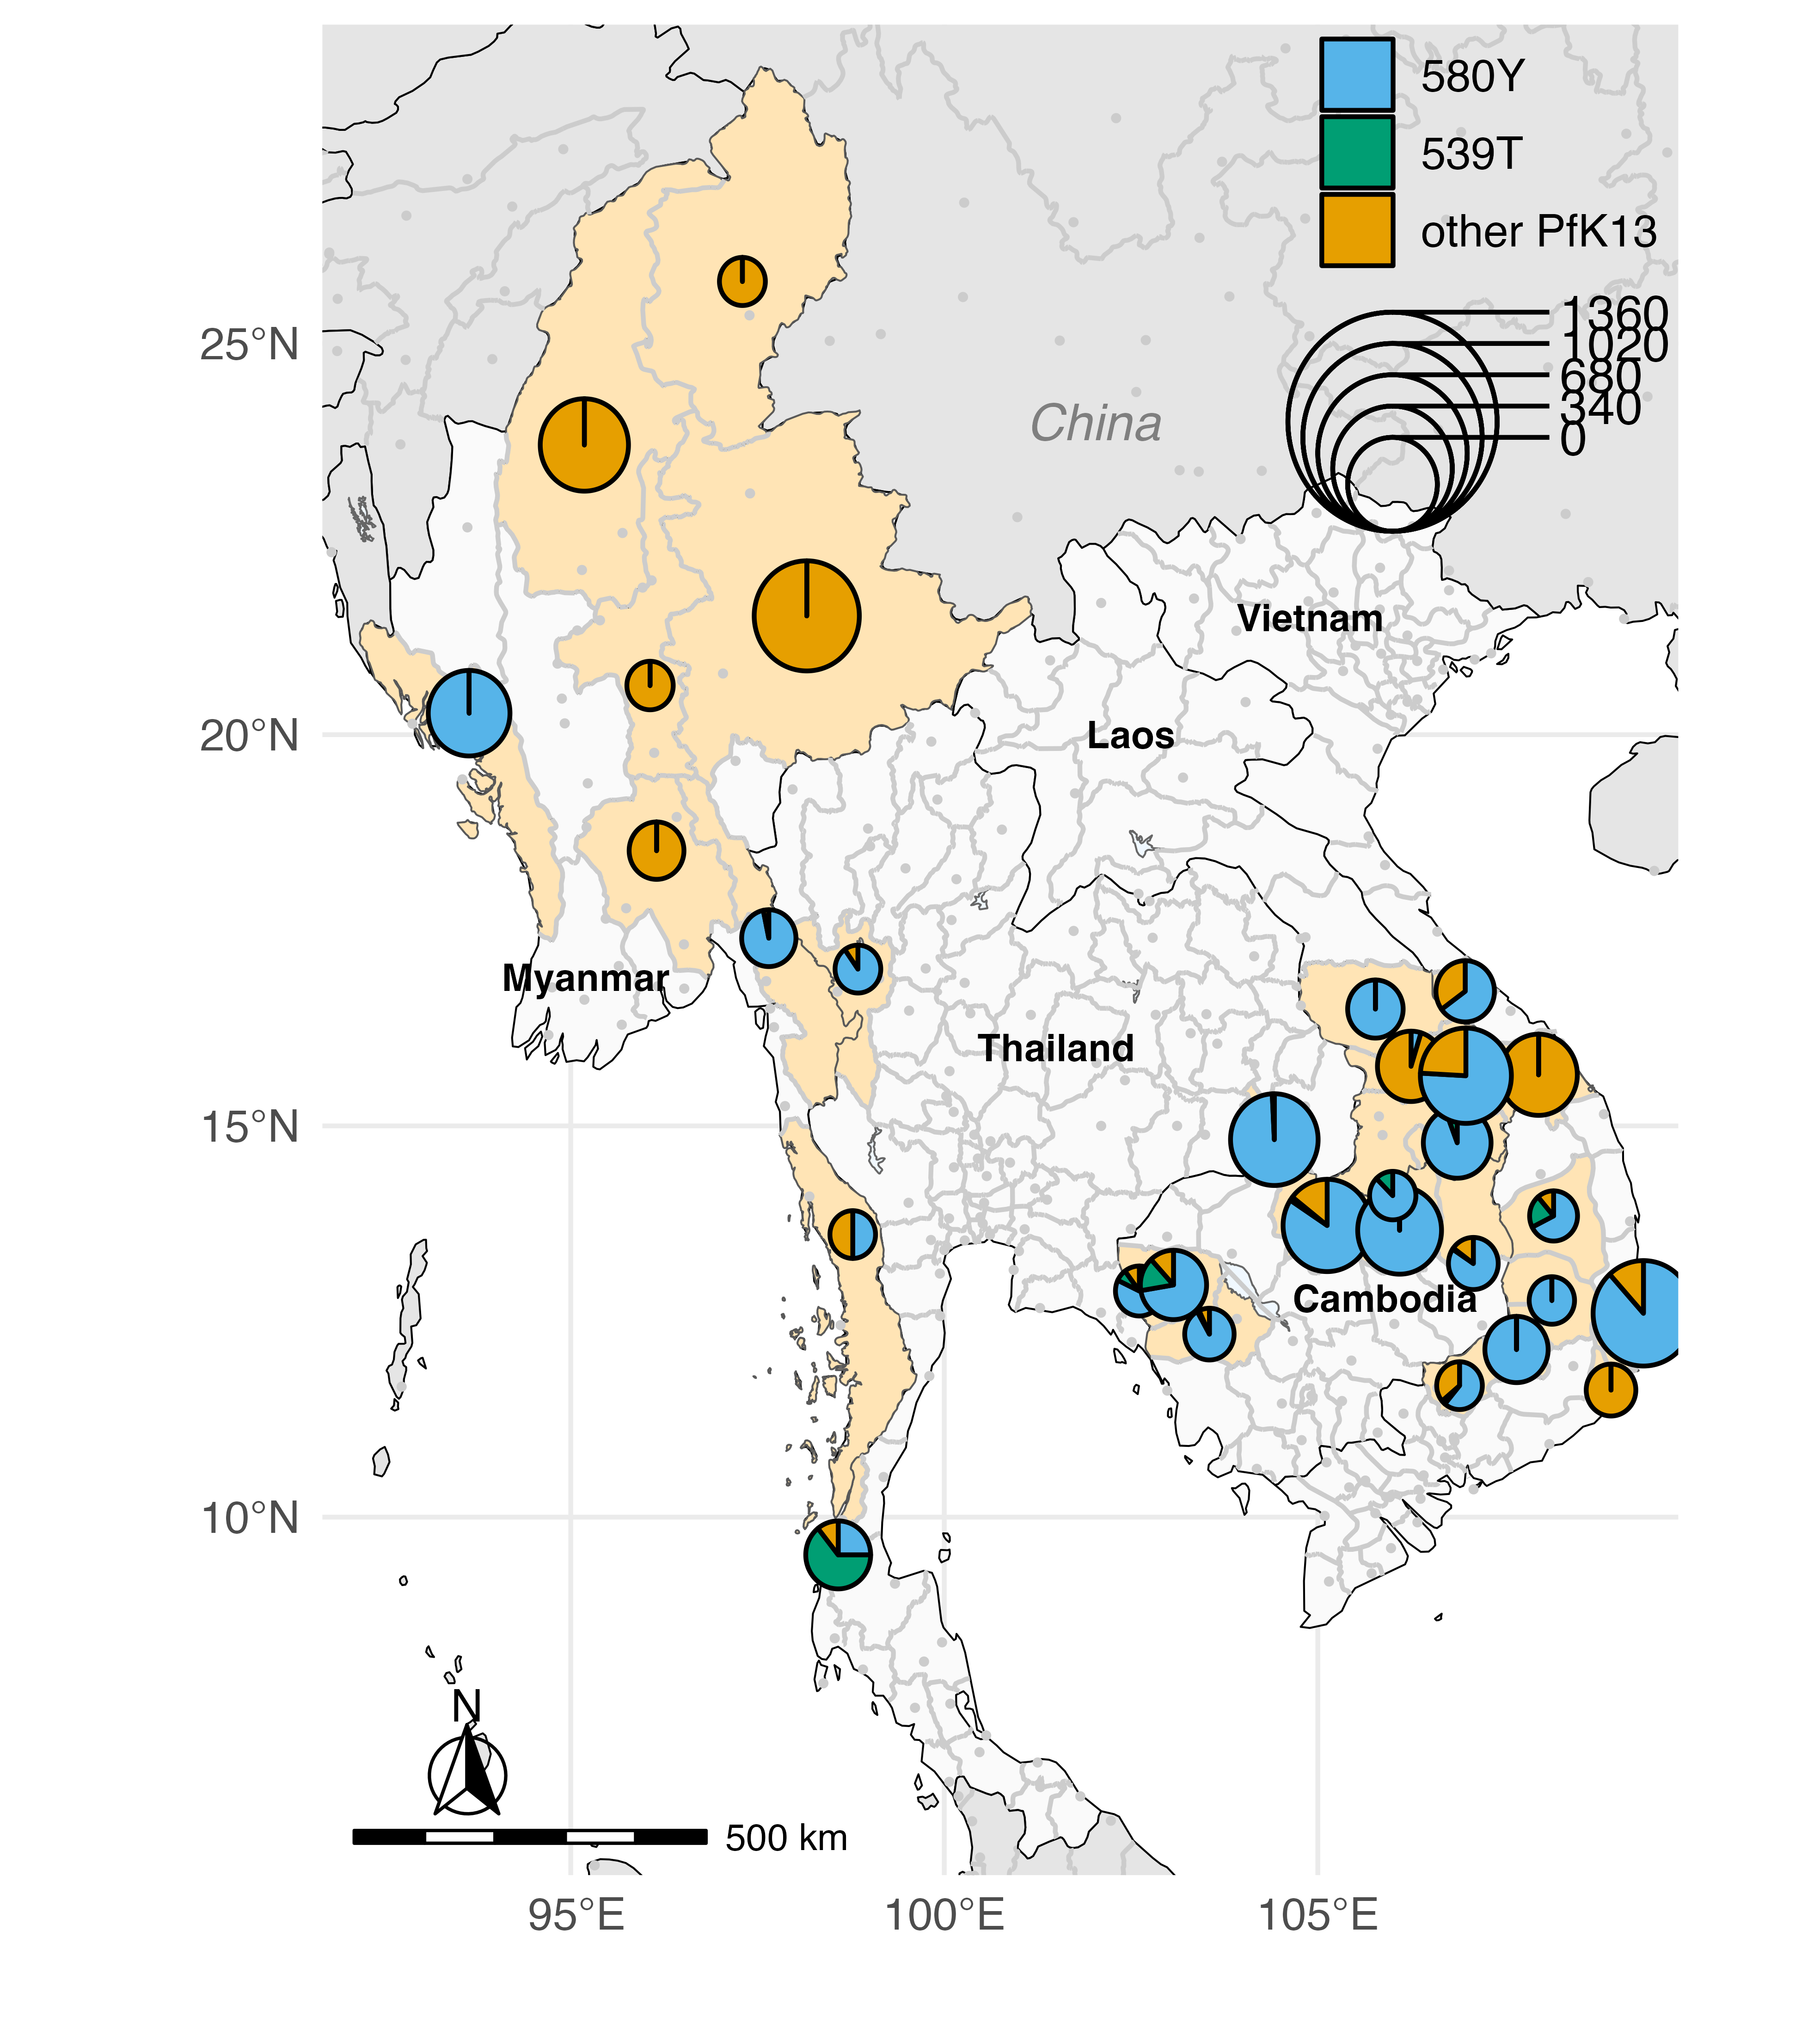 580Y
539T
other PfK13
1360
1020
680
340
0
25°N
20°N
15°N
10°N
China
Vietnam
Laos
Myanmar
Thailand
Cambodia
N
500 km
95°E
100°E
105°E